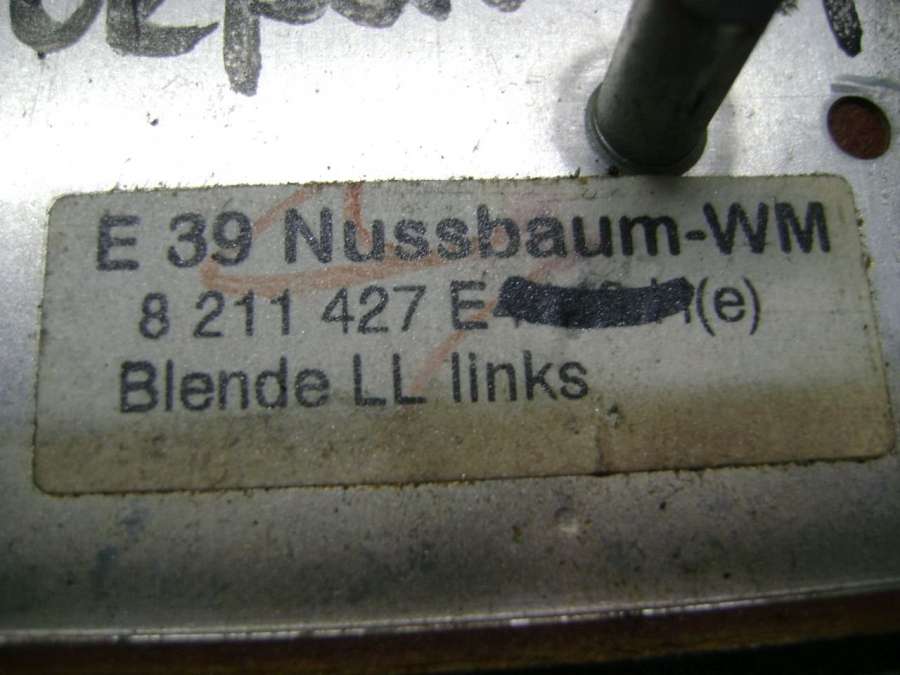 E 39 Nussbaum-WM
8 211 427 E (e)
Blende LL links